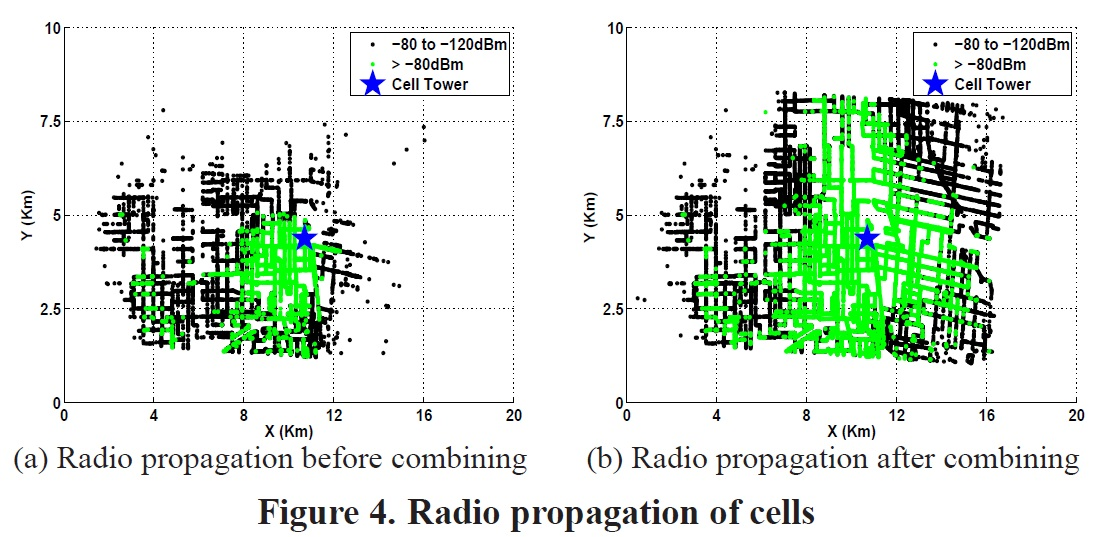 10
7.5
5
2.5
0
0
4
8
12
16
20
Y (Km)
X (Km)
−80 to −120dBm
> −80dBm
Cell Tower
(a) Radio propagation before combining
10
7.5
5
2.5
0
0
4
8
12
16
20
Y (Km)
X (Km)
−80 to −120dBm
> −80dBm
Cell Tower
(b) Radio propagation after combining
Figure 4. Radio propagation of cells